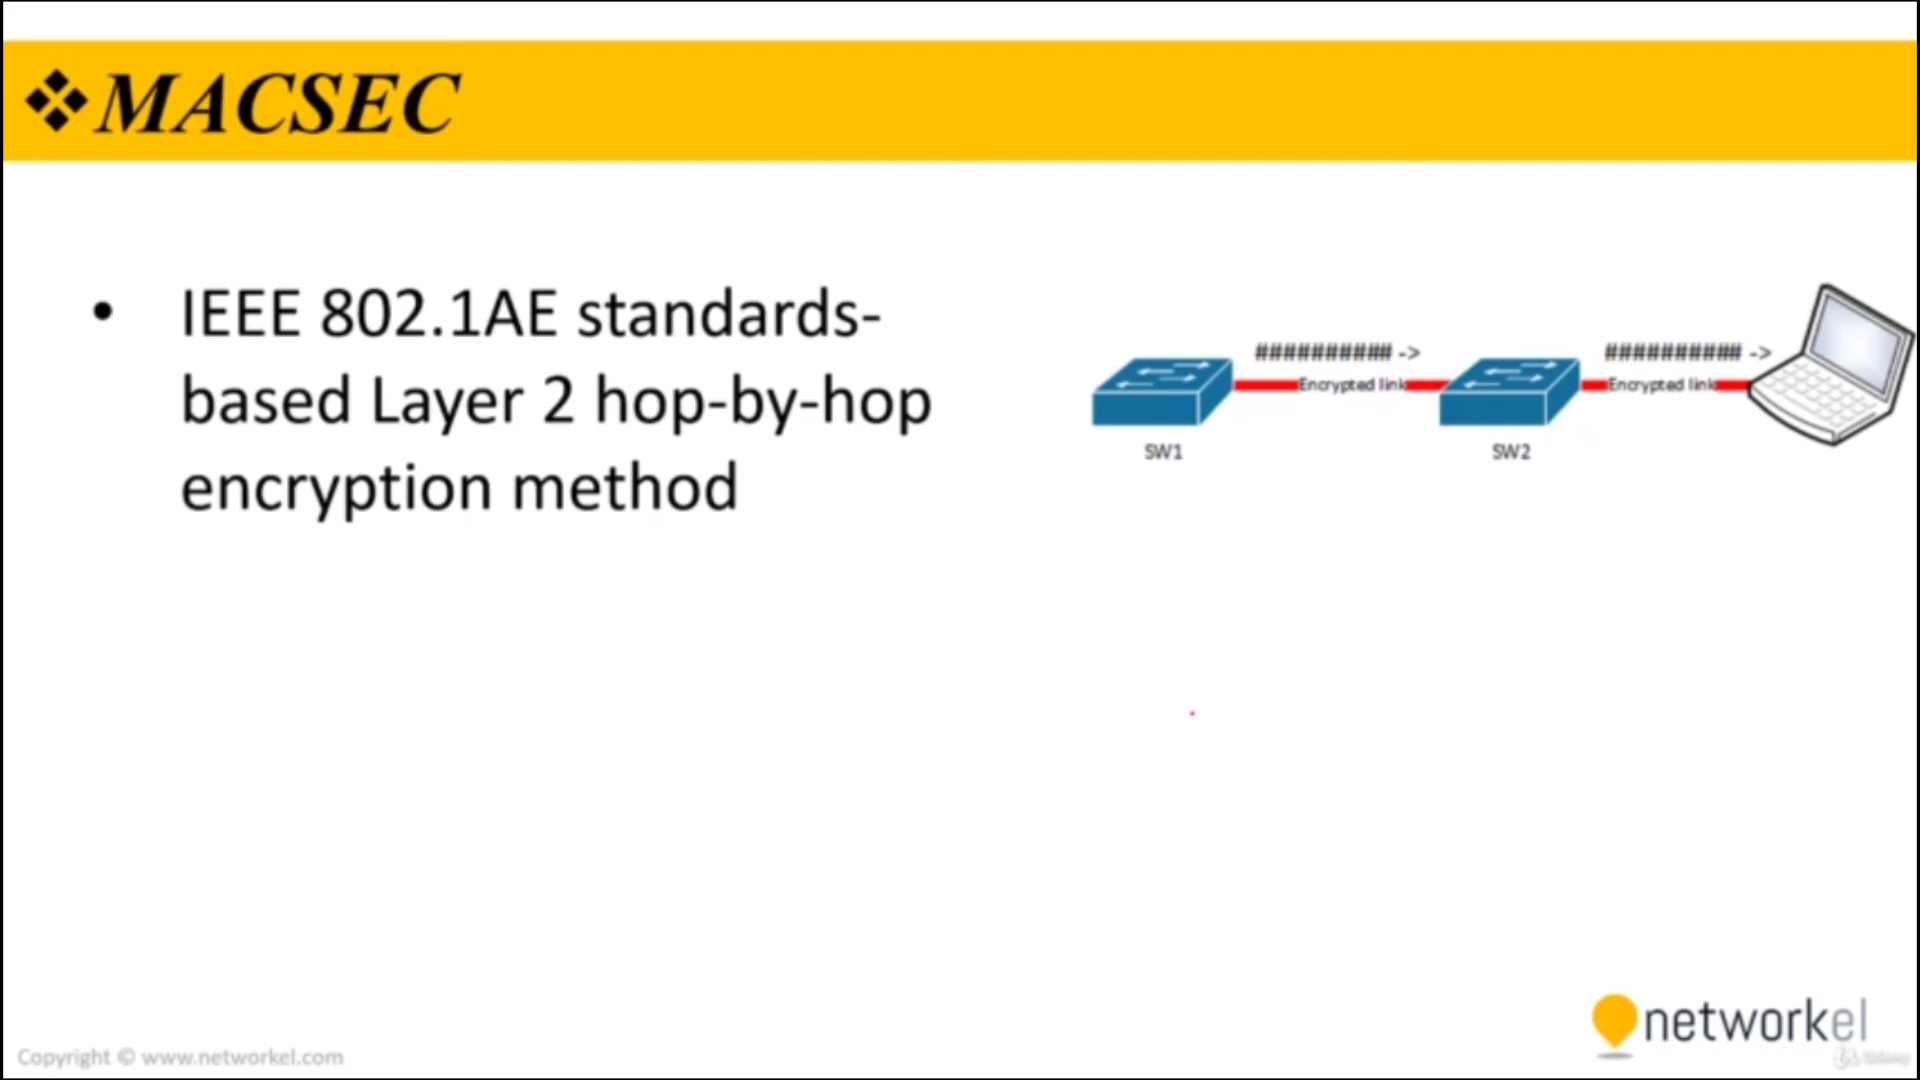 ❖MACSEC
• IEEE 802.1AE standards-
based Layer 2 hop-by-hop
encryption method
########## ->
########## ->
Encrypted link
Encrypted link
SW1
SW2
networkel
Copyright © www.networkel.com
Udemy